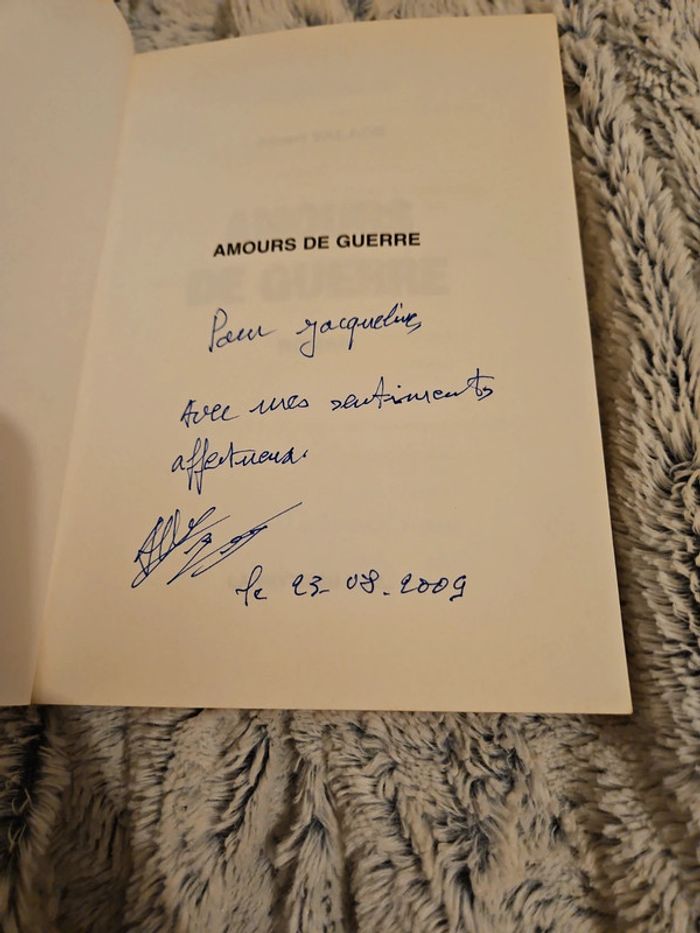 AMOURS DE GUERRE
Pour Jacqueline,
Avec mes sentiments
affectueux.
le 23-08.2009